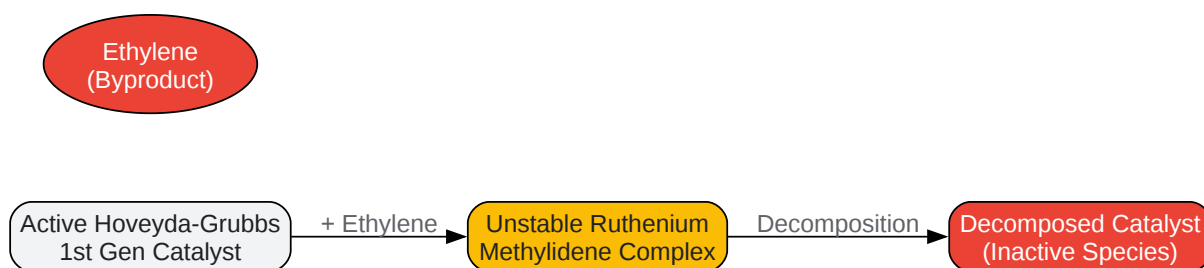 Ethylene
(Byproduct)
Active Hoveyda-Grubbs
1st Gen Catalyst
+ Ethylene
Unstable Ruthenium
Methylidene Complex
Decomposition
Decomposed Catalyst
(Inactive Species)